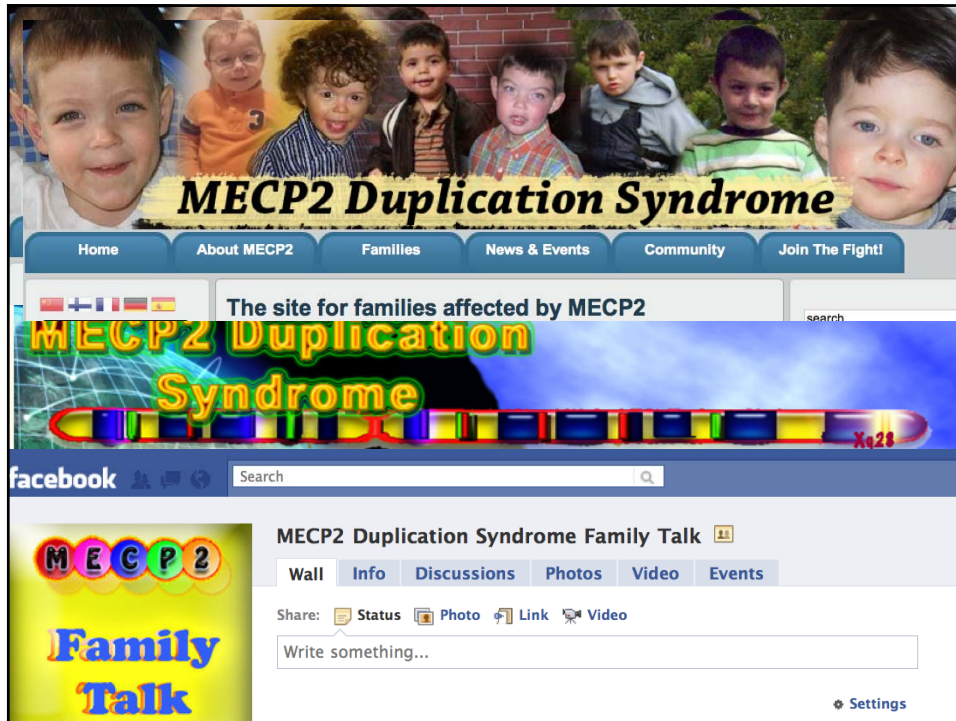 MECP2 Duplication Syndrome
Home About MECP2 Families News & Events Community Join The Fight!
The site for families affected by MECP2
search
MECP2 Duplication
Syndrome
Xq28
facebook Search
MECP2 Duplication Syndrome Family Talk
Wall Info Discussions Photos Video Events
Share: Status Photo Link Video
Write something...
Settings
MECP2
Family
Talk
3